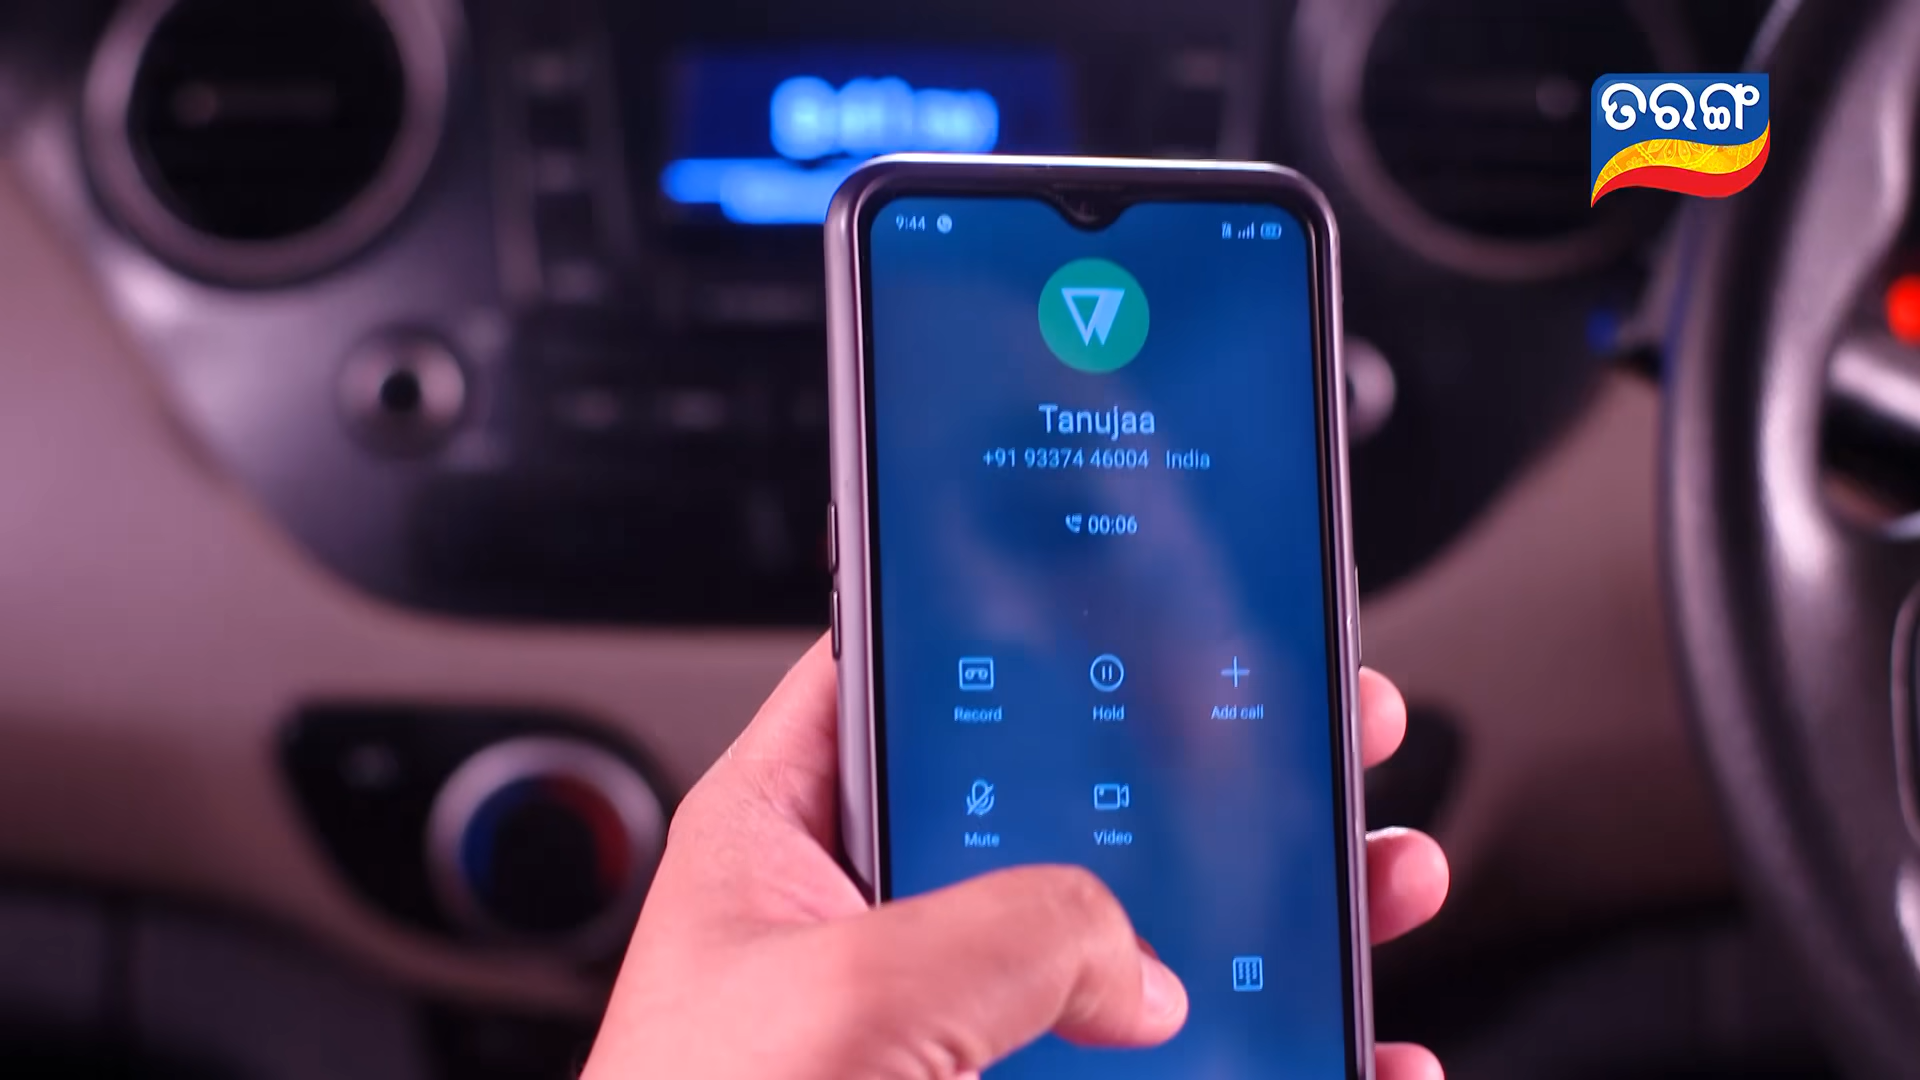 ତରଙ୍ଗ
9:44
Tanujaa
+91 93374 46004 India
00:06
Record
Hold
Add call
Mute
Video